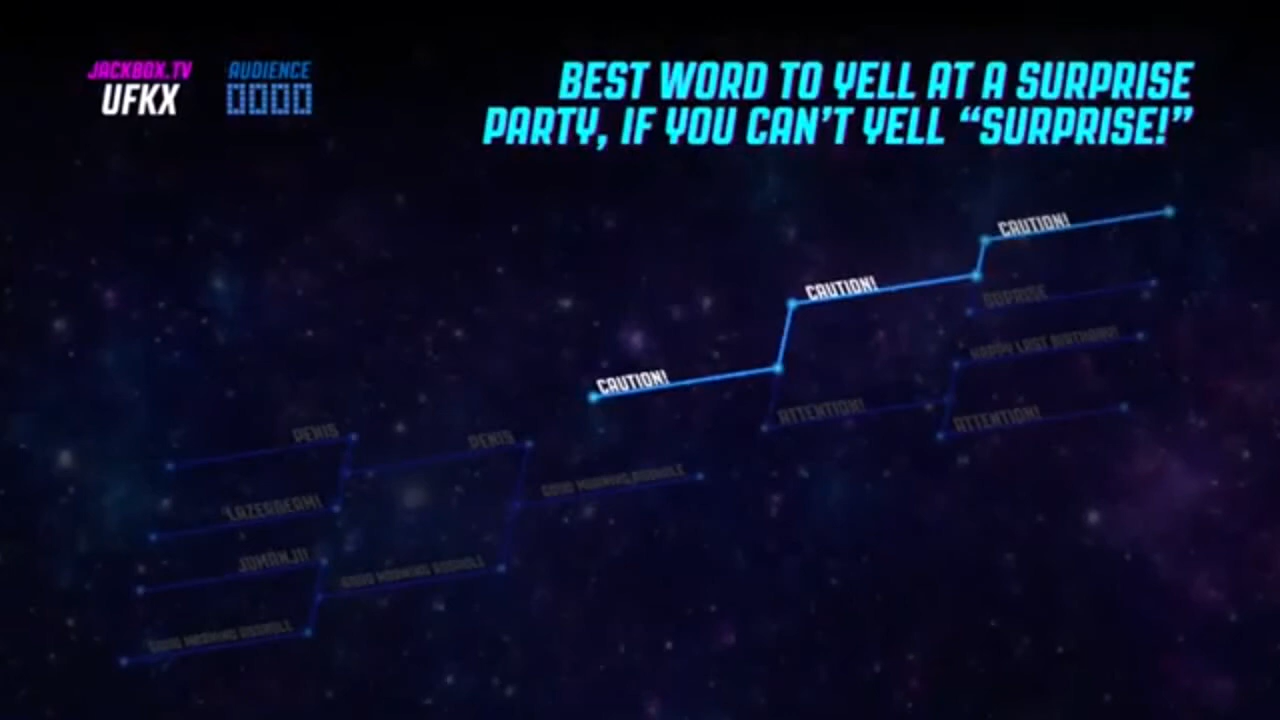 JACKBOX.TV
UFKX
AUDIENCE
BEST WORD TO YELL AT A SURPRISE
PARTY, IF YOU CAN'T YELL “SURPRISE!”
CAUTION!
CAUTION!
SUPRISE
HAPPY LAST BIRTHDAY!
CAUTION!
ATTENTION!
ATTENTION!
PENIS
PENIS
GOOD MORNING ASSHOLE
LAZERBEAM!
JUMANJI!
GOOD MORNING ASSHOLE
GOOD MORNING ASSHOLE